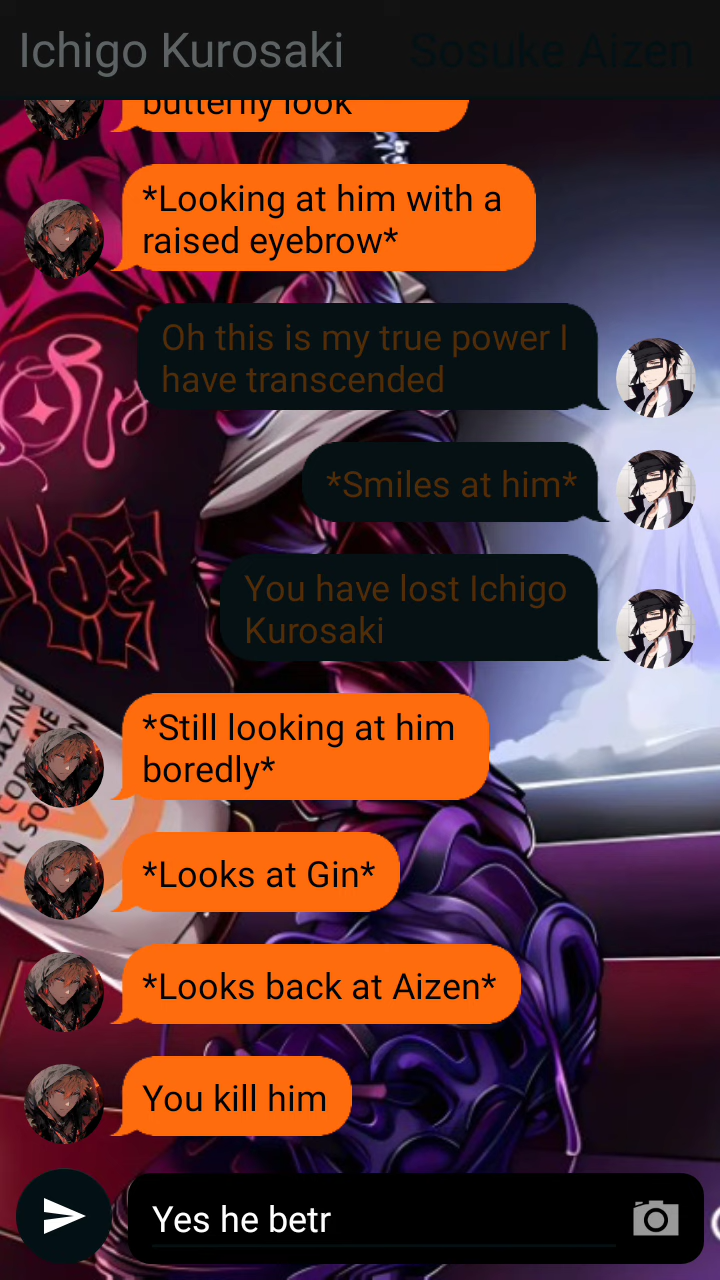 Ichigo Kurosaki
Sosuke Aizen
butterfly look
*Looking at him with a
raised eyebrow*
Oh this is my true power I
have transcended
*Smiles at him*
You have lost Ichigo
Kurosaki
*Still looking at him
boredly*
*Looks at Gin*
*Looks back at Aizen*
You kill him
Yes he betr